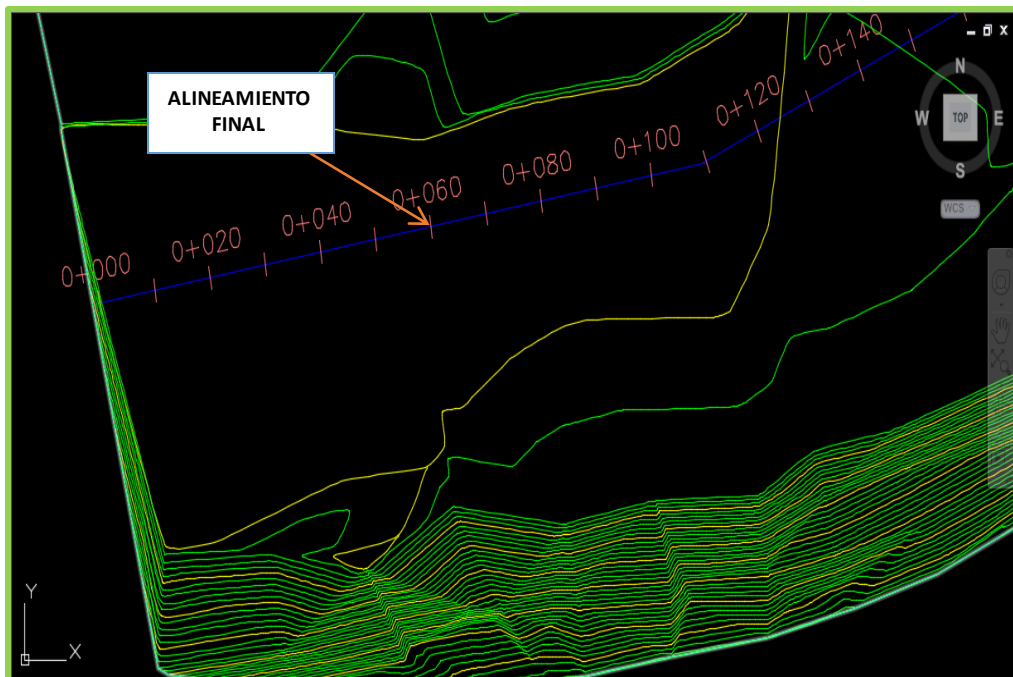 ALINEAMIENTO
FINAL
0+000
0+020
0+040
0+060
0+080
0+100
0+120
0+140
N
W
TOP
E
S
WCS
Y
X